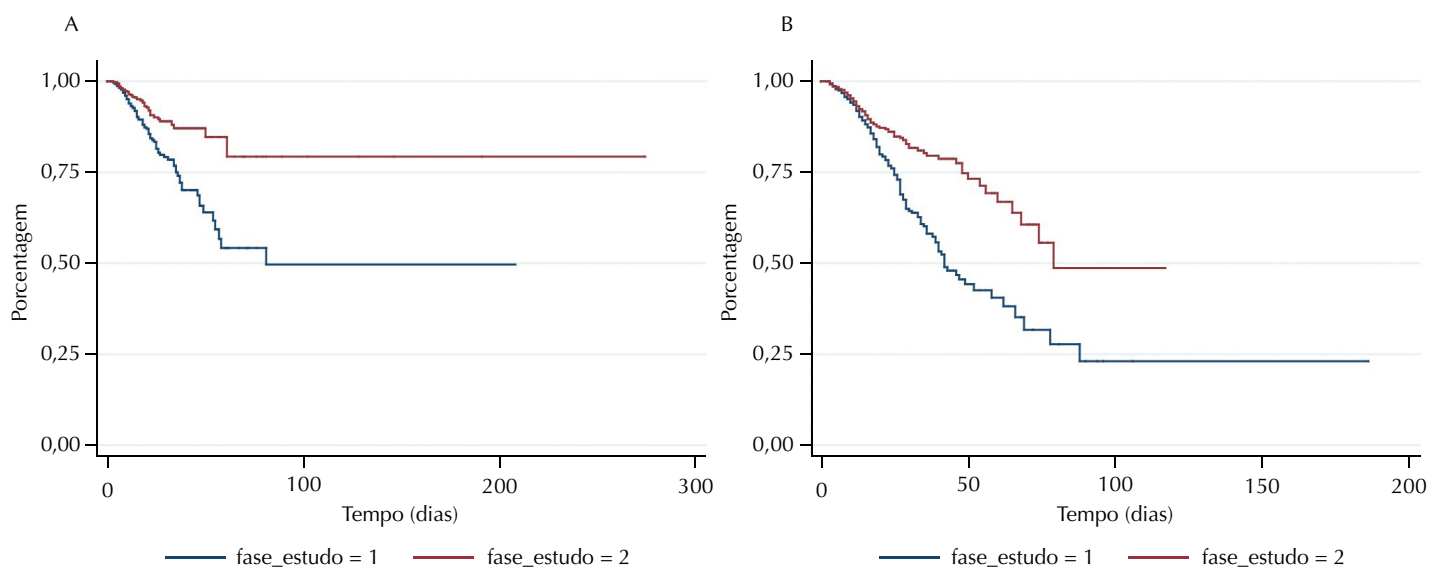 A
1,00
0,75
0,50
0,25
0,00
Porcentagem
0
100
200
300
Tempo (dias)
fase_estudo = 1
fase_estudo = 2
B
1,00
0,75
0,50
0,25
0,00
Porcentagem
0
50
100
150
200
Tempo (dias)
fase_estudo = 1
fase_estudo = 2